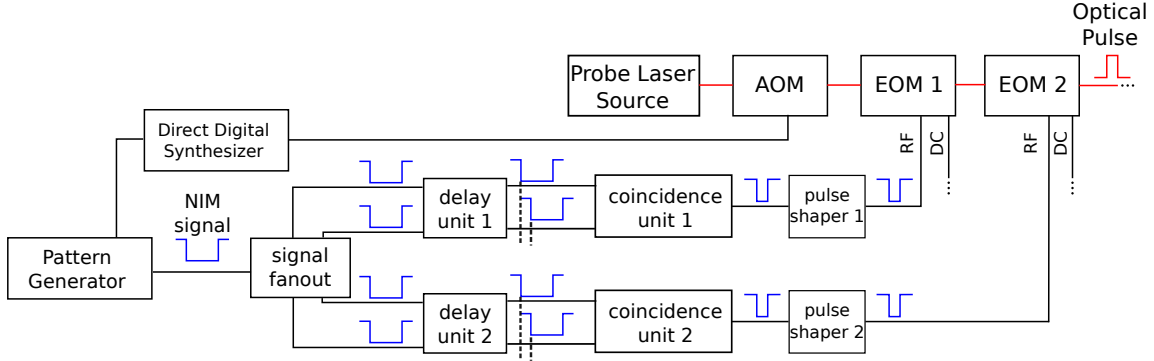 Optical
Pulse
Probe Laser
Source
AOM
EOM 1
EOM 2
...
Direct Digital
Synthesizer
RF
DC
RF
DC
NIM
signal
delay
unit 1
coincidence
unit 1
pulse
shaper 1
....
....
Pattern
Generator
signal
fanout
delay
unit 2
coincidence
unit 2
pulse
shaper 2